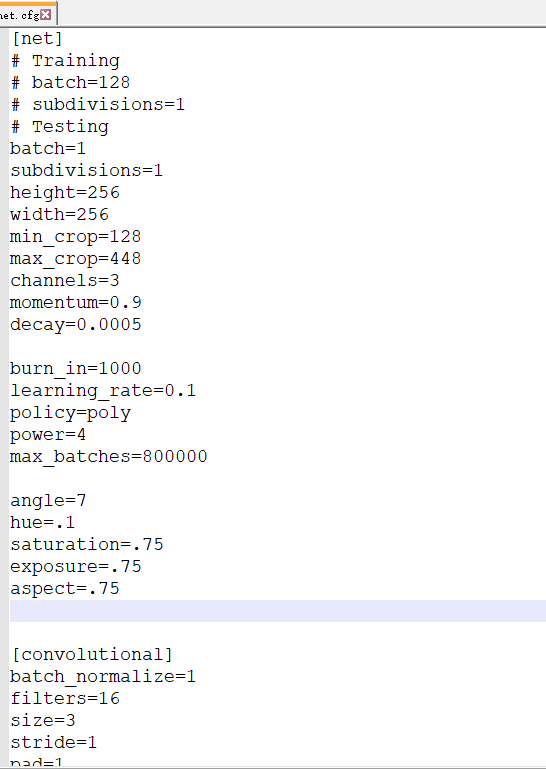 net.cfg
[net]
# Training
# batch=128
# subdivisions=1
# Testing
batch=1
subdivisions=1
height=256
width=256
min_crop=128
max_crop=448
channels=3
momentum=0.9
decay=0.0005
burn_in=1000
learning_rate=0.1
policy=poly
power=4
max_batches=800000
angle=7
hue=.1
saturation=.75
exposure=.75
aspect=.75
[convolutional]
batch_normalize=1
filters=16
size=3
stride=1
pad=1